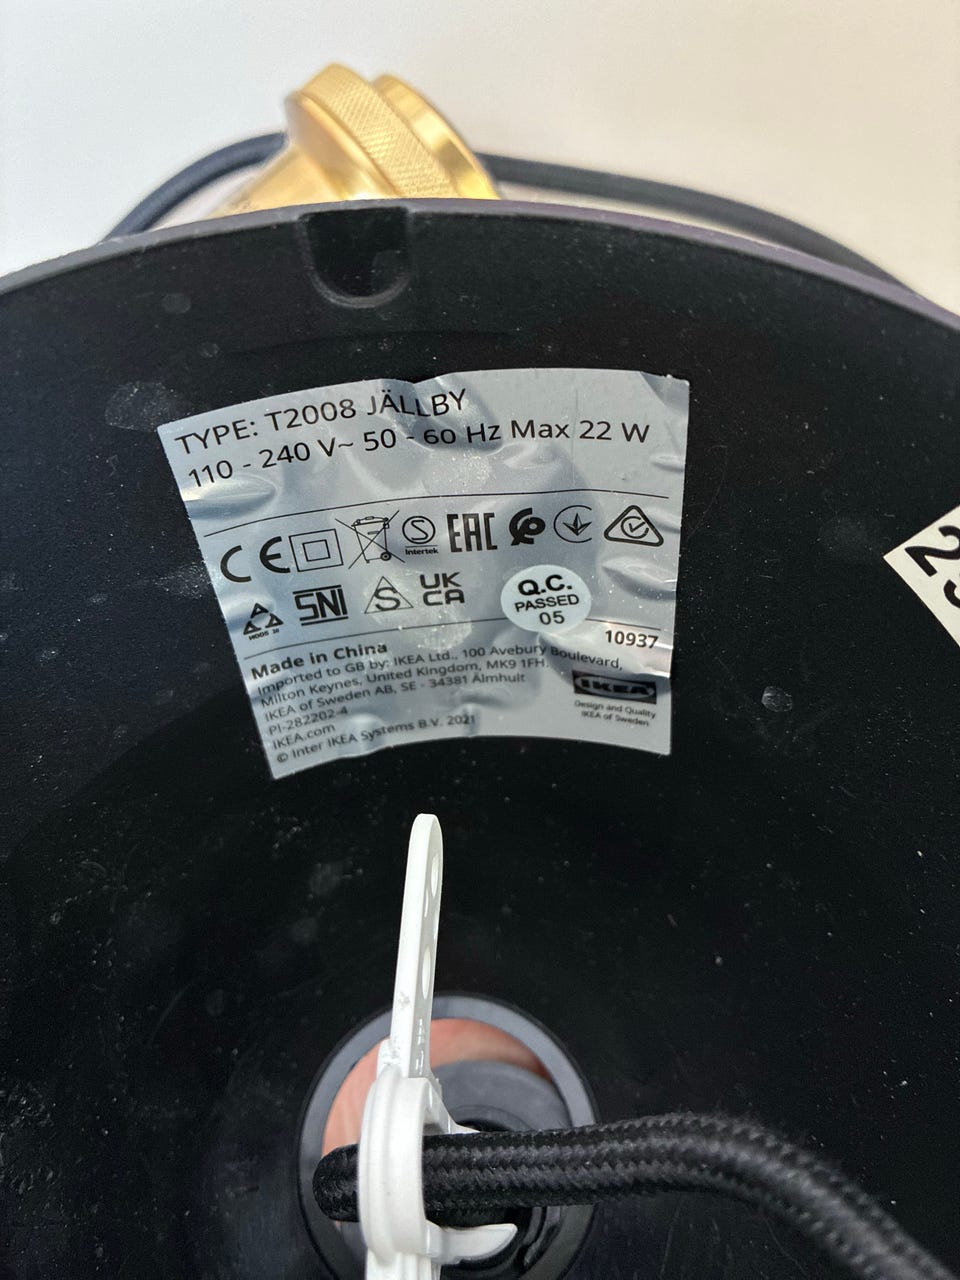 TYPE: T2008 JÄLLBY
110 - 240 V~ 50 - 60 Hz Max 22 W
CE
Intertek
EAC
SNI
S
UK
CA
Q.C.
PASSED
05
10937
Made in China
Imported to GB by: IKEA Ltd., 100 Avebury Boulevard,
Milton Keynes, United Kingdom, MK9 1FH.
IKEA of Sweden AB, SE - 34381 Älmhult
PI-282202-4
IKEA.com
© Inter IKEA Systems B.V. 2021
IKEA
Design and Quality
IKEA of Sweden